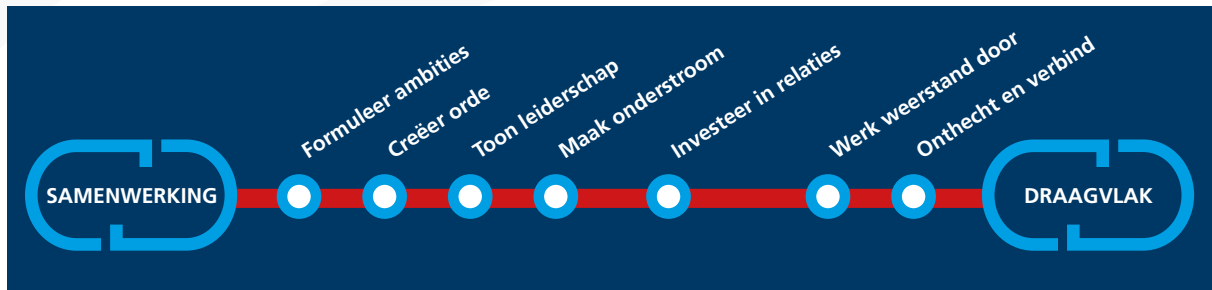 SAMENWERKING
Formuleer ambities
Creëer orde
Toon leiderschap
Maak onderstroom
Investeer in relaties
Werk weerstand door
Onthecht en verbind
DRAAGVLAK